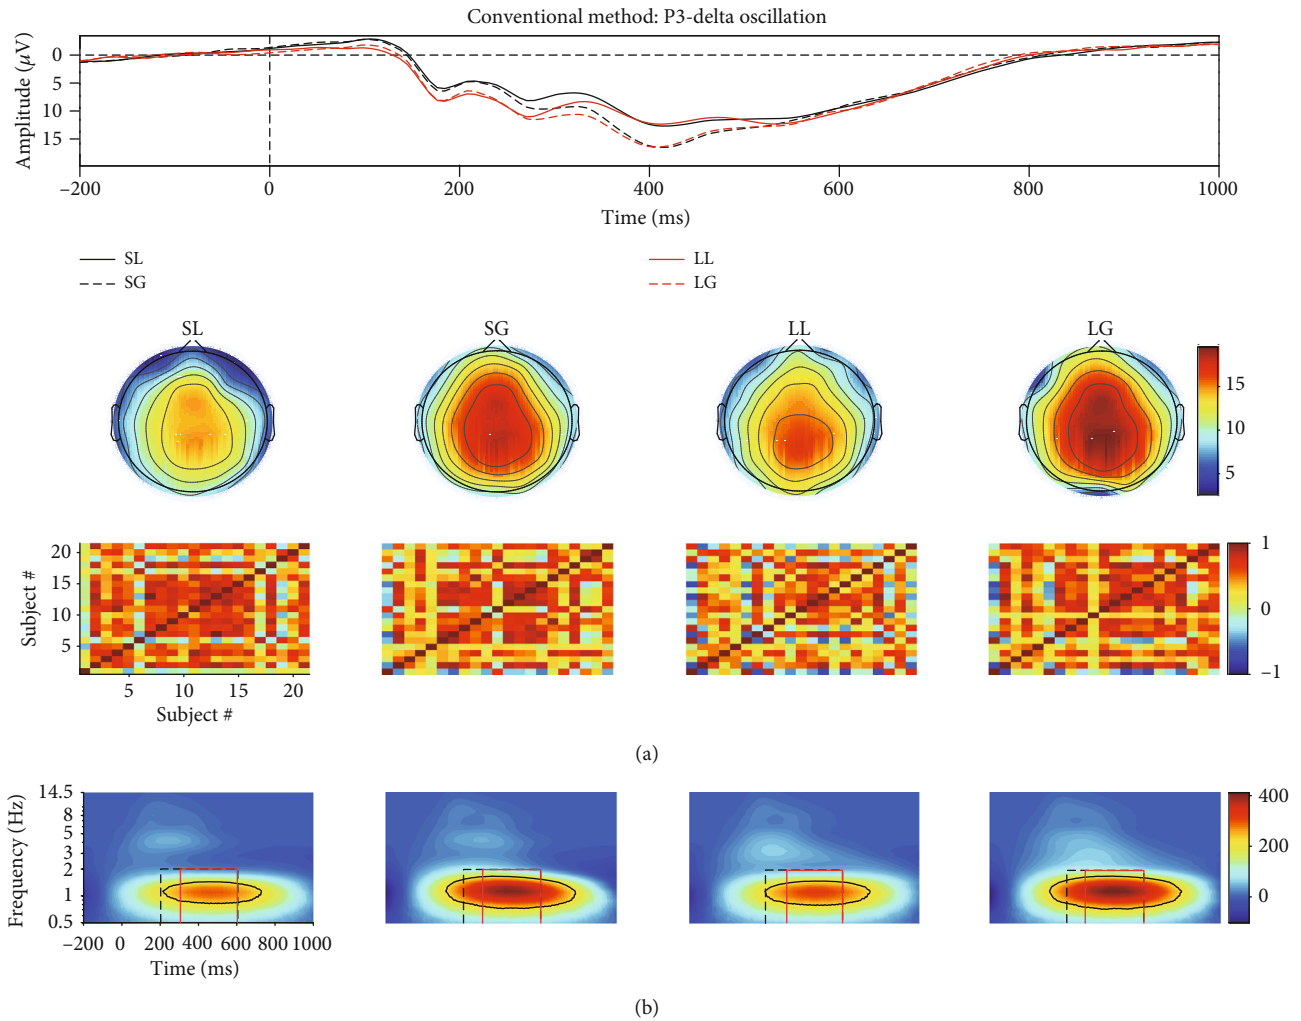 Conventional method: P3-delta oscillation
Amplitude (μV)
0
5
10
15
−200 0 200 400 600 800 1000
Time (ms)
SL LL
SG LG
SL SG LL LG
15
10
5
Subject #
20
15
10
5
5 10 15 20
Subject #
1
0
−1
(a)
Frequency (Hz)
14.5
8
5
3
2
1
0.5
−200 0 200 400 600 800 1000
Time (ms)
400
200
0
(b)